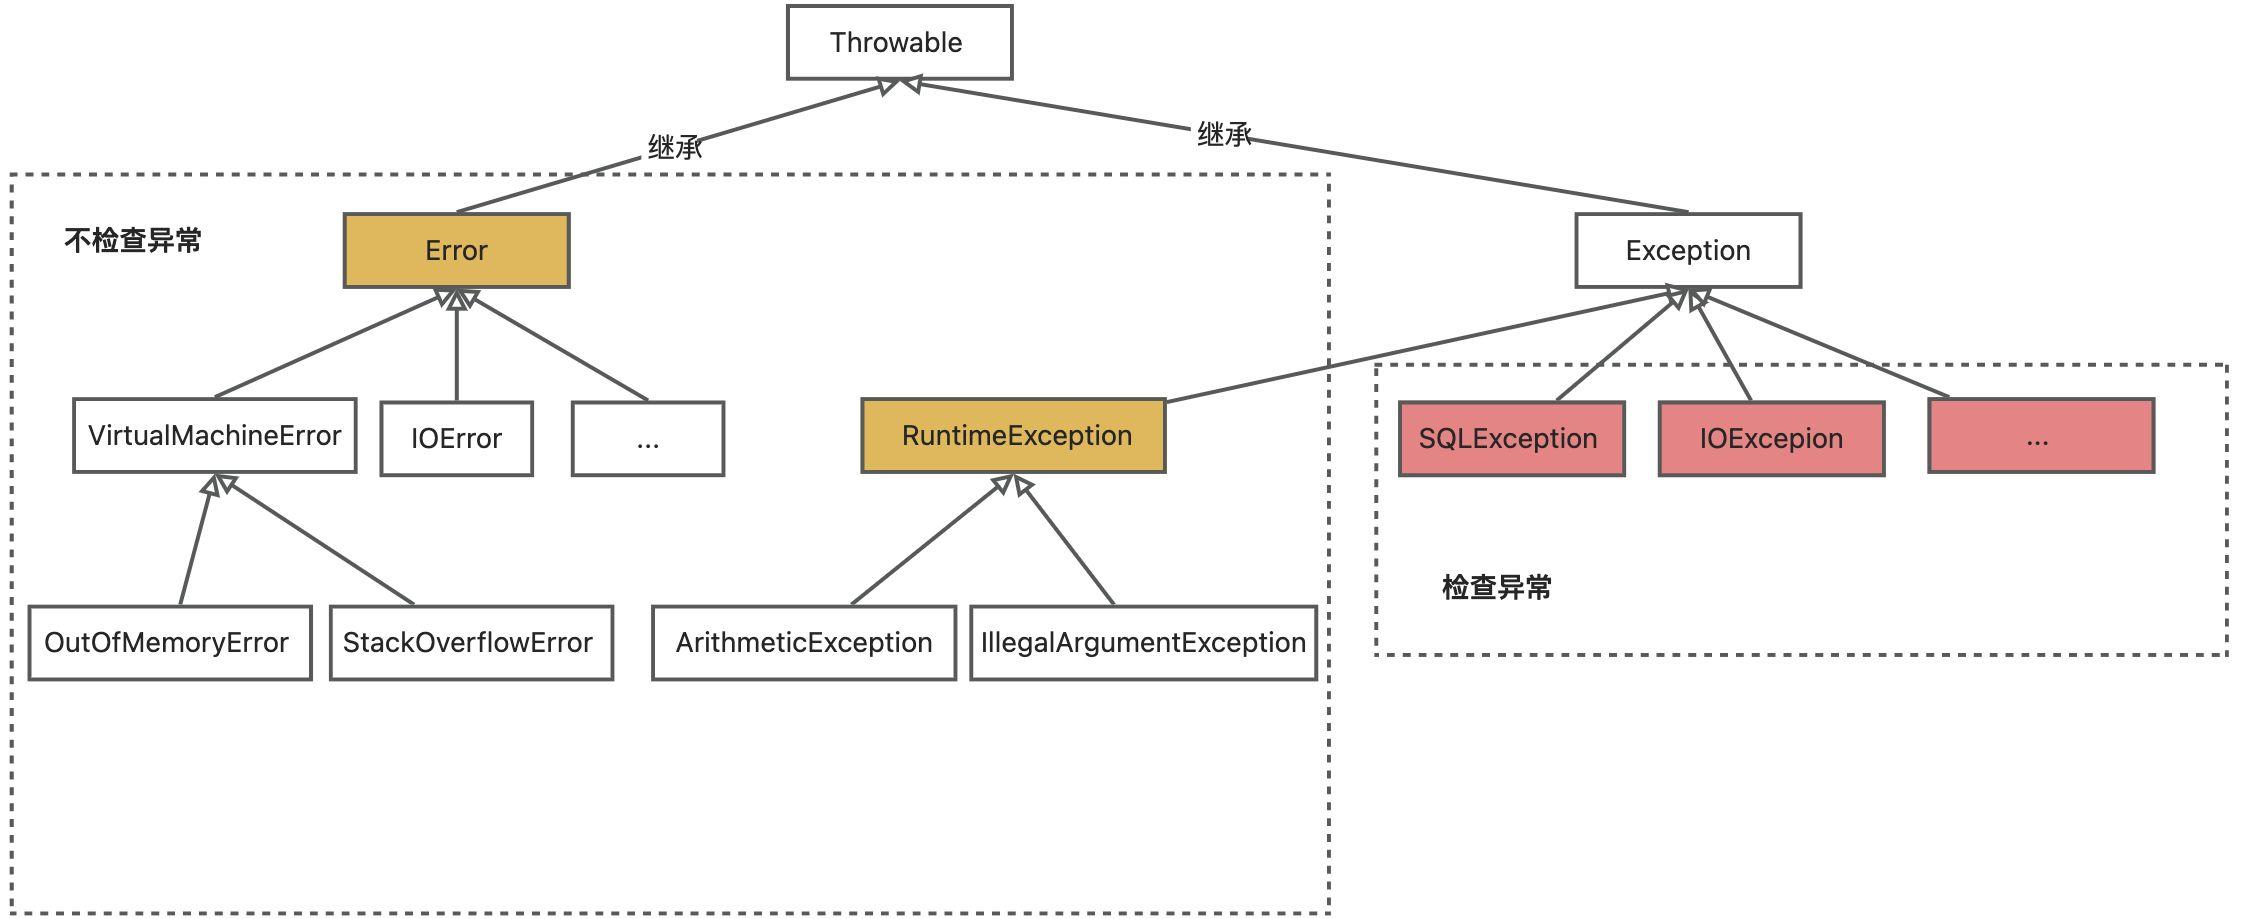 Throwable
继承
继承
不检查异常
Error
Exception
VirtualMachineError
IOError
...
RuntimeException
SQLException
IOExcepion
...
检查异常
OutOfMemoryError
StackOverflowError
ArithmeticException
IllegalArgumentException